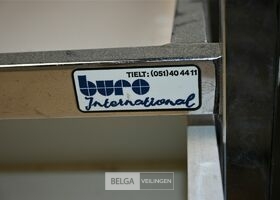 TIELT: (051) 40 44 11
buro
International
BELGA VEILINGEN